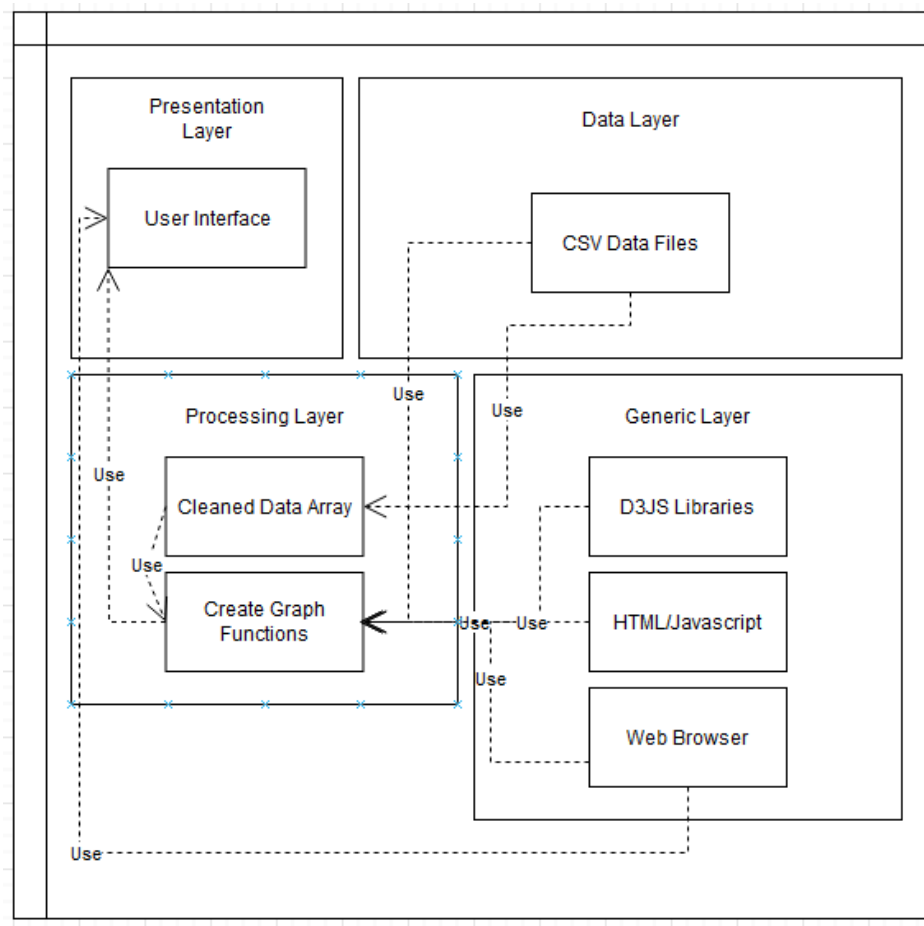 Presentation
Layer
Data Layer
User Interface
CSV Data Files
Use
Use
Processing Layer
Generic Layer
Use
Cleaned Data Array
D3JS Libraries
Use
Create Graph
Functions
Use
Use
HTML/Javascript
Use
Web Browser
Use